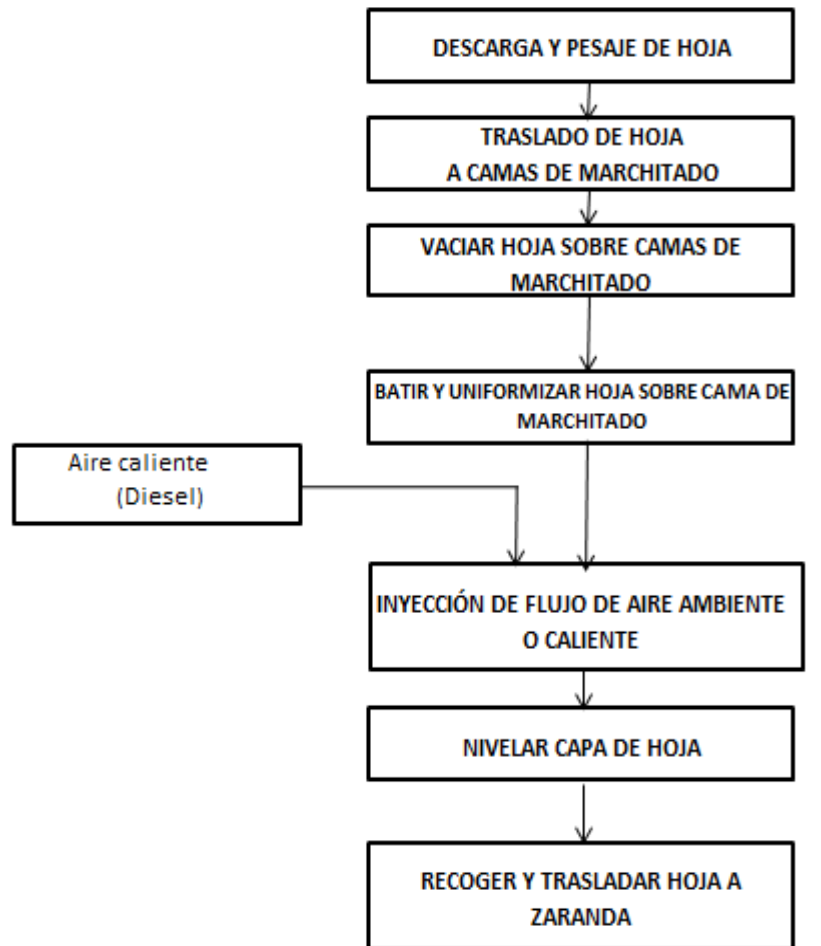 DESCARGA Y PESAJE DE HOJA
TRASLADO DE HOJA
A CAMAS DE MARCHITADO
VACIAR HOJA SOBRE CAMAS DE
MARCHITADO
BATIR Y UNIFORMIZAR HOJA SOBRE CAMA DE
MARCHITADO
Aire caliente
(Diesel)
INYECCIÓN DE FLUJO DE AIRE AMBIENTE
O CALIENTE
NIVELAR CAPA DE HOJA
RECOGER Y TRASLADAR HOJA A
ZARANDA